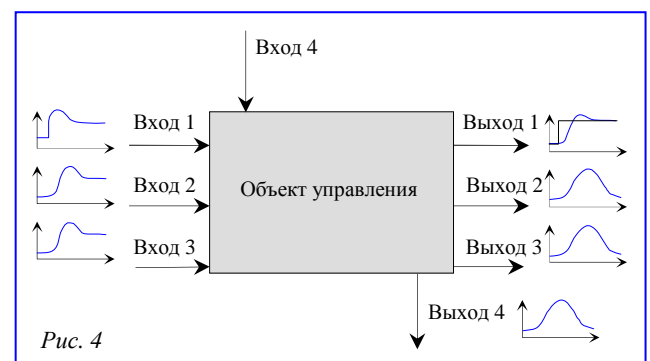 Вход 4
Вход 1
Выход 1
Вход 2
Объект управления
Выход 2
Вход 3
Выход 3
Выход 4
Рис. 4